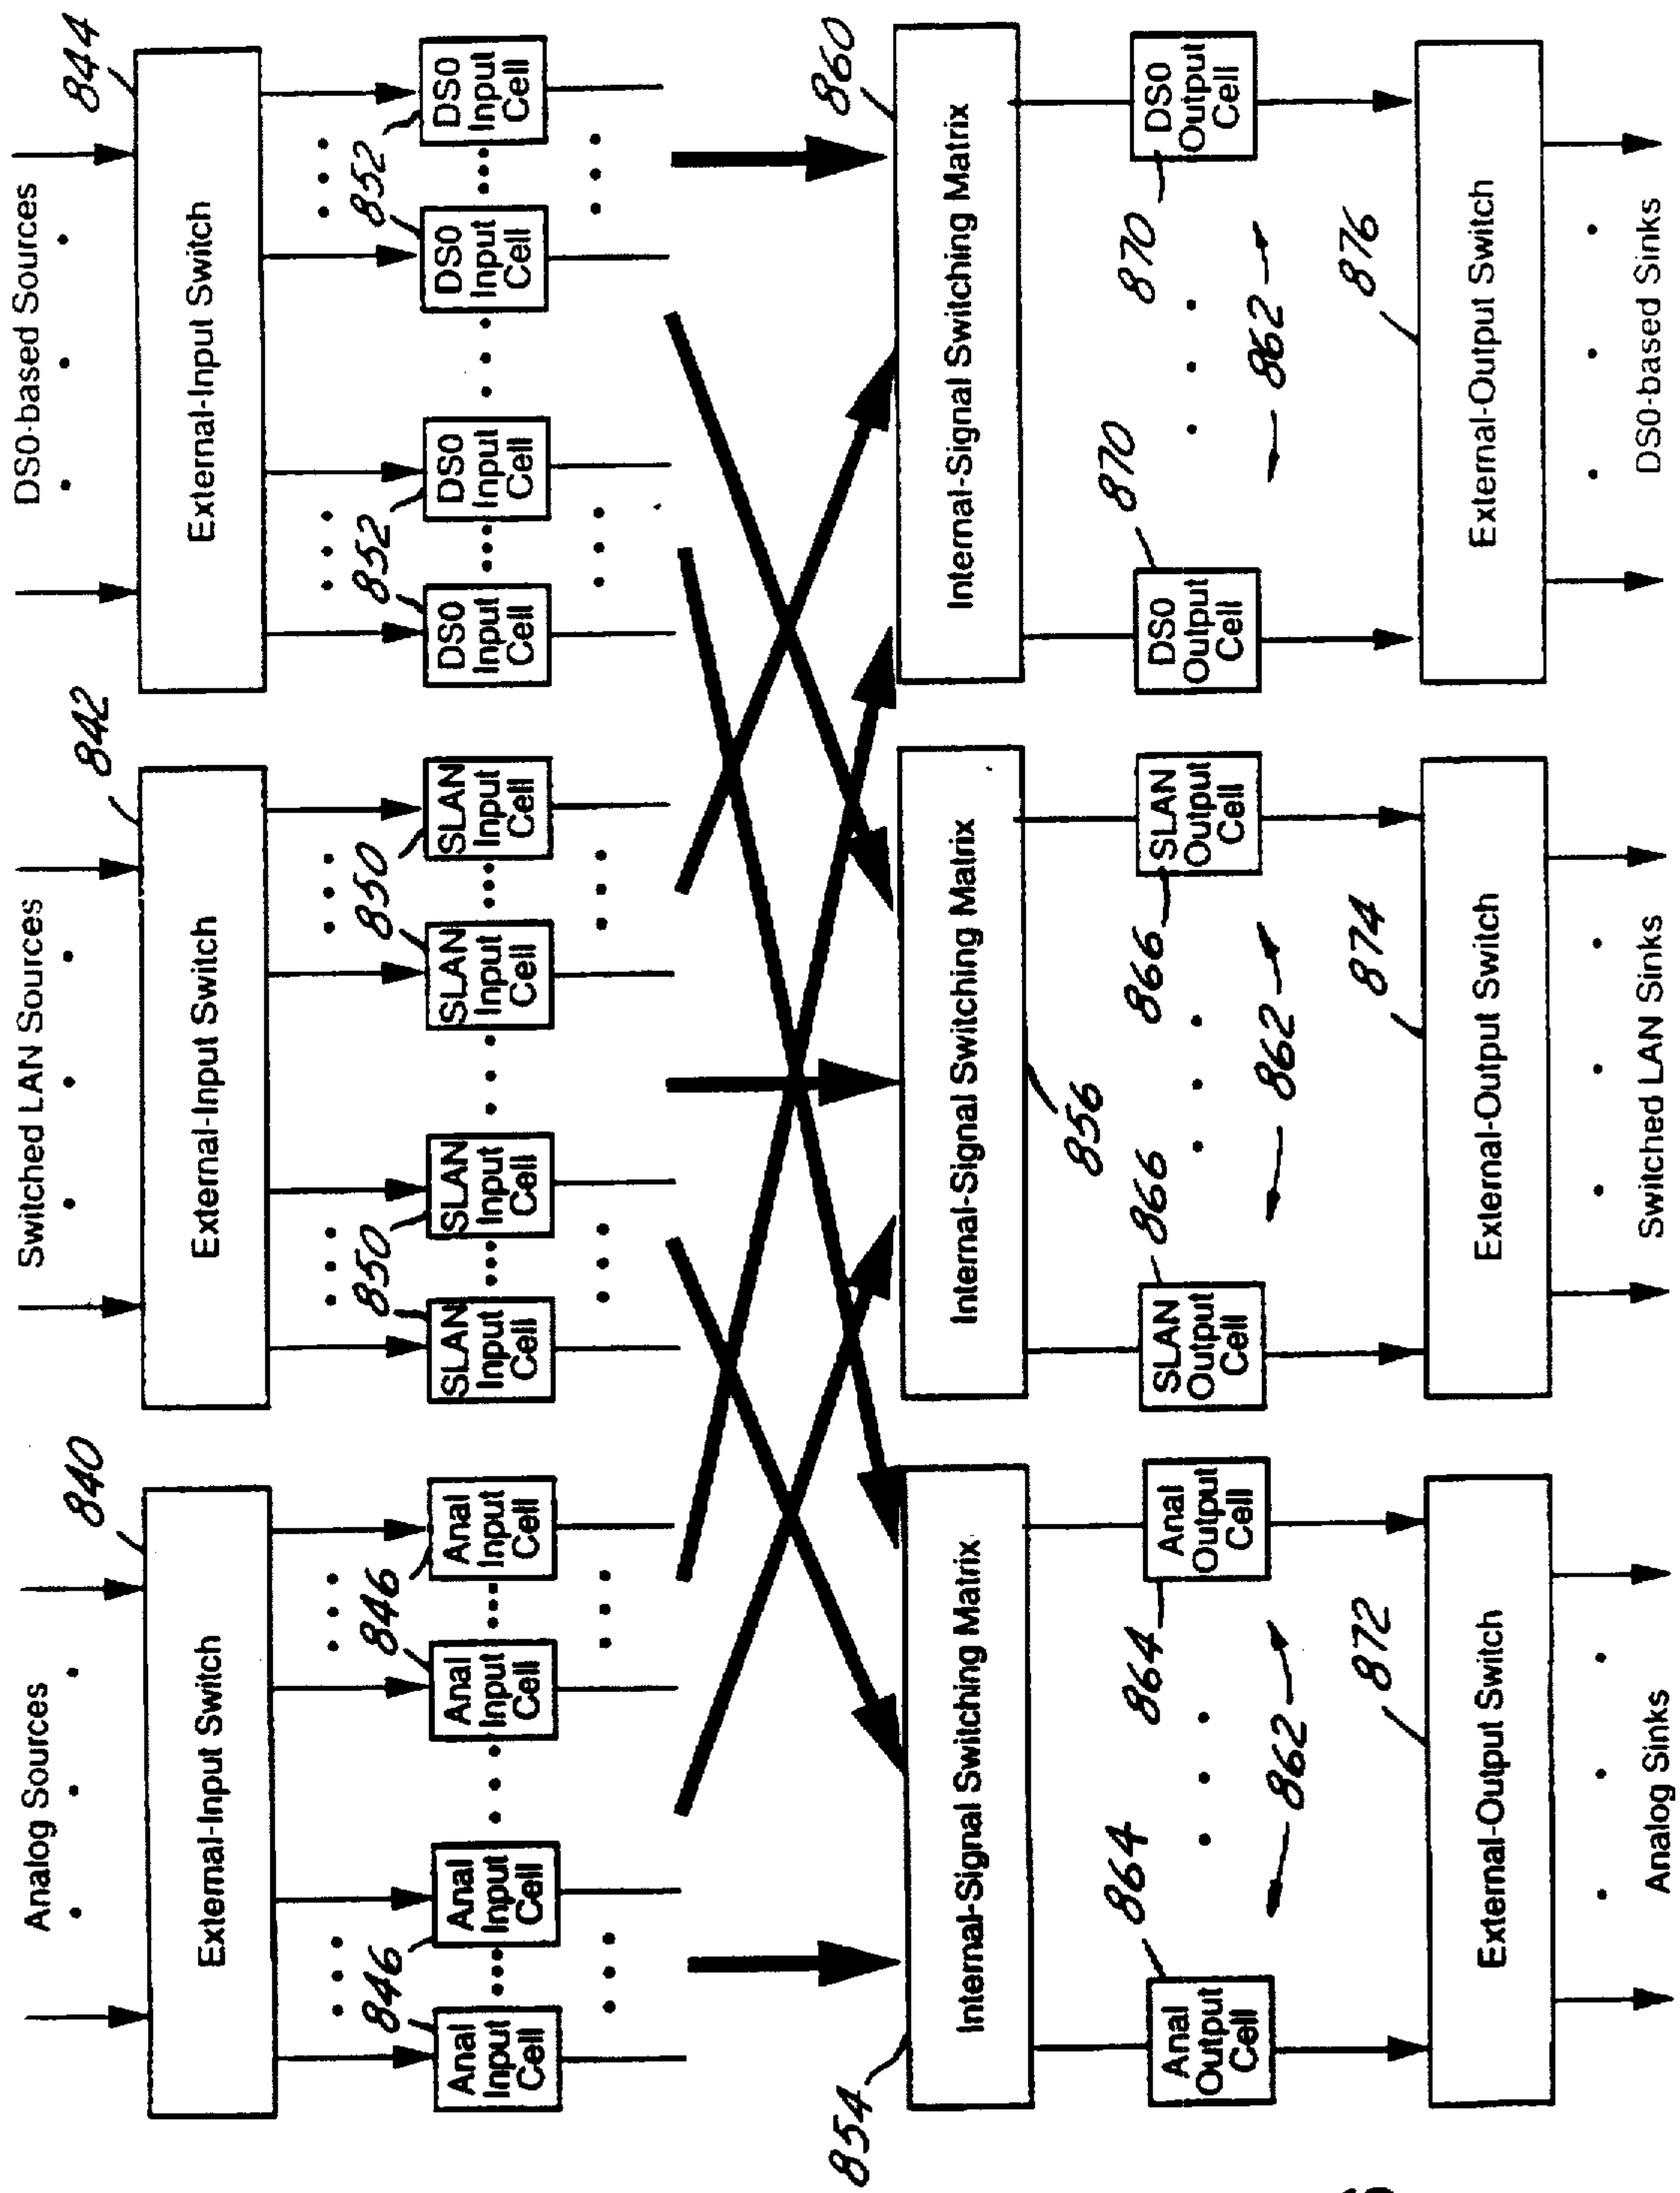 Analog Sources
Switched LAN Sources
DS0-based Sources
840
842
844
External-Input Switch
External-Input Switch
External-Input Switch
846
846
850
850
852
852
Anal Input Cell
Anal Input Cell
Anal Input Cell
Anal Input Cell
SLAN Input Cell
SLAN Input Cell
SLAN Input Cell
SLAN Input Cell
DS0 Input Cell
DS0 Input Cell
DS0 Input Cell
DS0 Input Cell
854
860
Internal-Signal Switching Matrix
Internal-Signal Switching Matrix
Internal-Signal Switching Matrix
856
864
864
866
866
870
870
Anal Output Cell
Anal Output Cell
SLAN Output Cell
SLAN Output Cell
DS0 Output Cell
DS0 Output Cell
862
862
862
872
874
876
External-Output Switch
External-Output Switch
External-Output Switch
Analog Sinks
Switched LAN Sinks
DS0-based Sinks